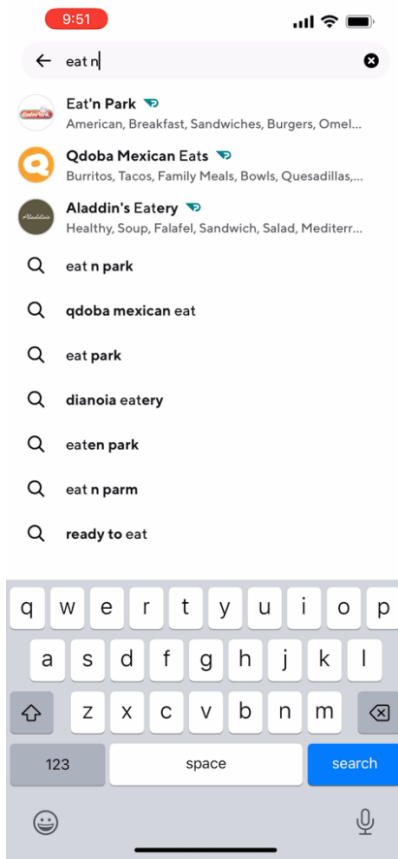 9:51
eat n
Eat'n Park
American, Breakfast, Sandwiches, Burgers, Omel...
Qdoba Mexican Eats
Burritos, Tacos, Family Meals, Bowls, Quesadillas,...
Aladdin's Eatery
Healthy, Soup, Falafel, Sandwich, Salad, Mediterr...
eat n park
qdoba mexican eat
eat park
dianoia eatery
eaten park
eat n parm
ready to eat
q w e r t y u i o p
a s d f g h j k l
z x c v b n m
123 space search